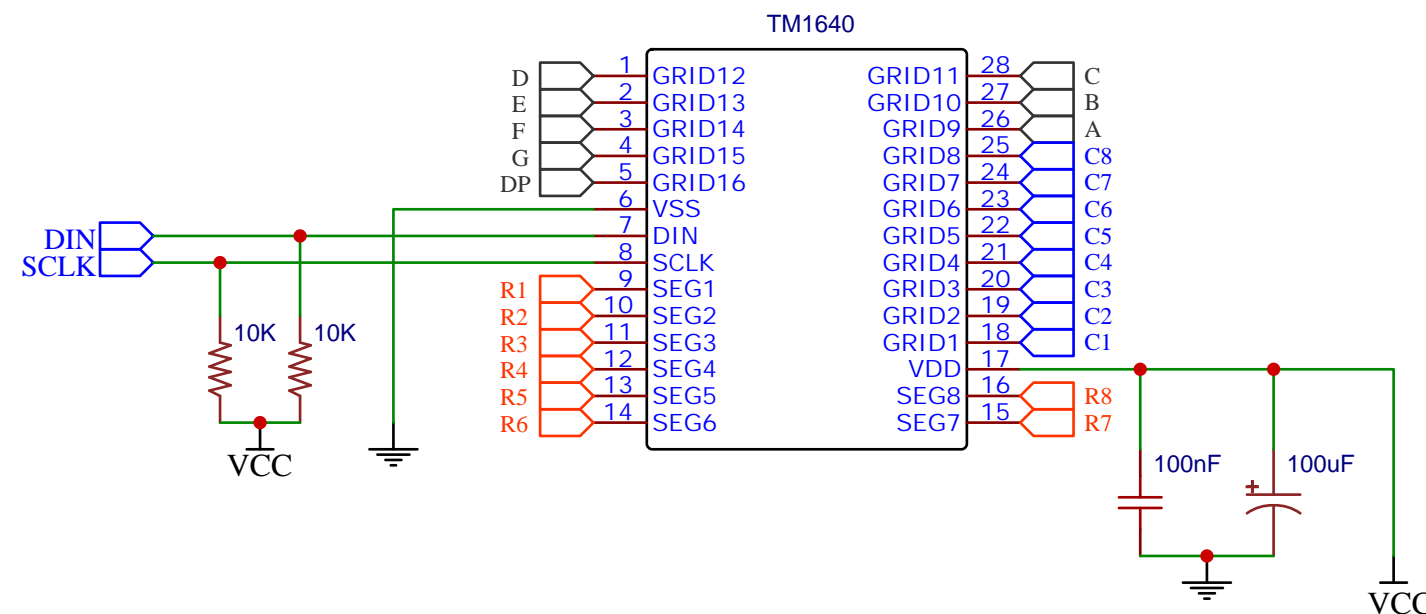 TM1640
D 1 GRID12 GRID11 28 C
E 2 GRID13 GRID10 27 B
F 3 GRID14 GRID9 26 A
G 4 GRID15 GRID8 25 C8
DP 5 GRID16 GRID7 24 C7
6 VSS GRID6 23 C6
DIN 7 DIN GRID5 22 C5
SCLK 8 SCLK GRID4 21 C4
R1 9 SEG1 GRID3 20 C3
R2 10 SEG2 GRID2 19 C2
R3 11 SEG3 GRID1 18 C1
R4 12 SEG4 VDD 17
R5 13 SEG5 SEG8 16 R8
R6 14 SEG6 SEG7 15 R7
10K 10K
VCC
100nF 100uF
+
VCC